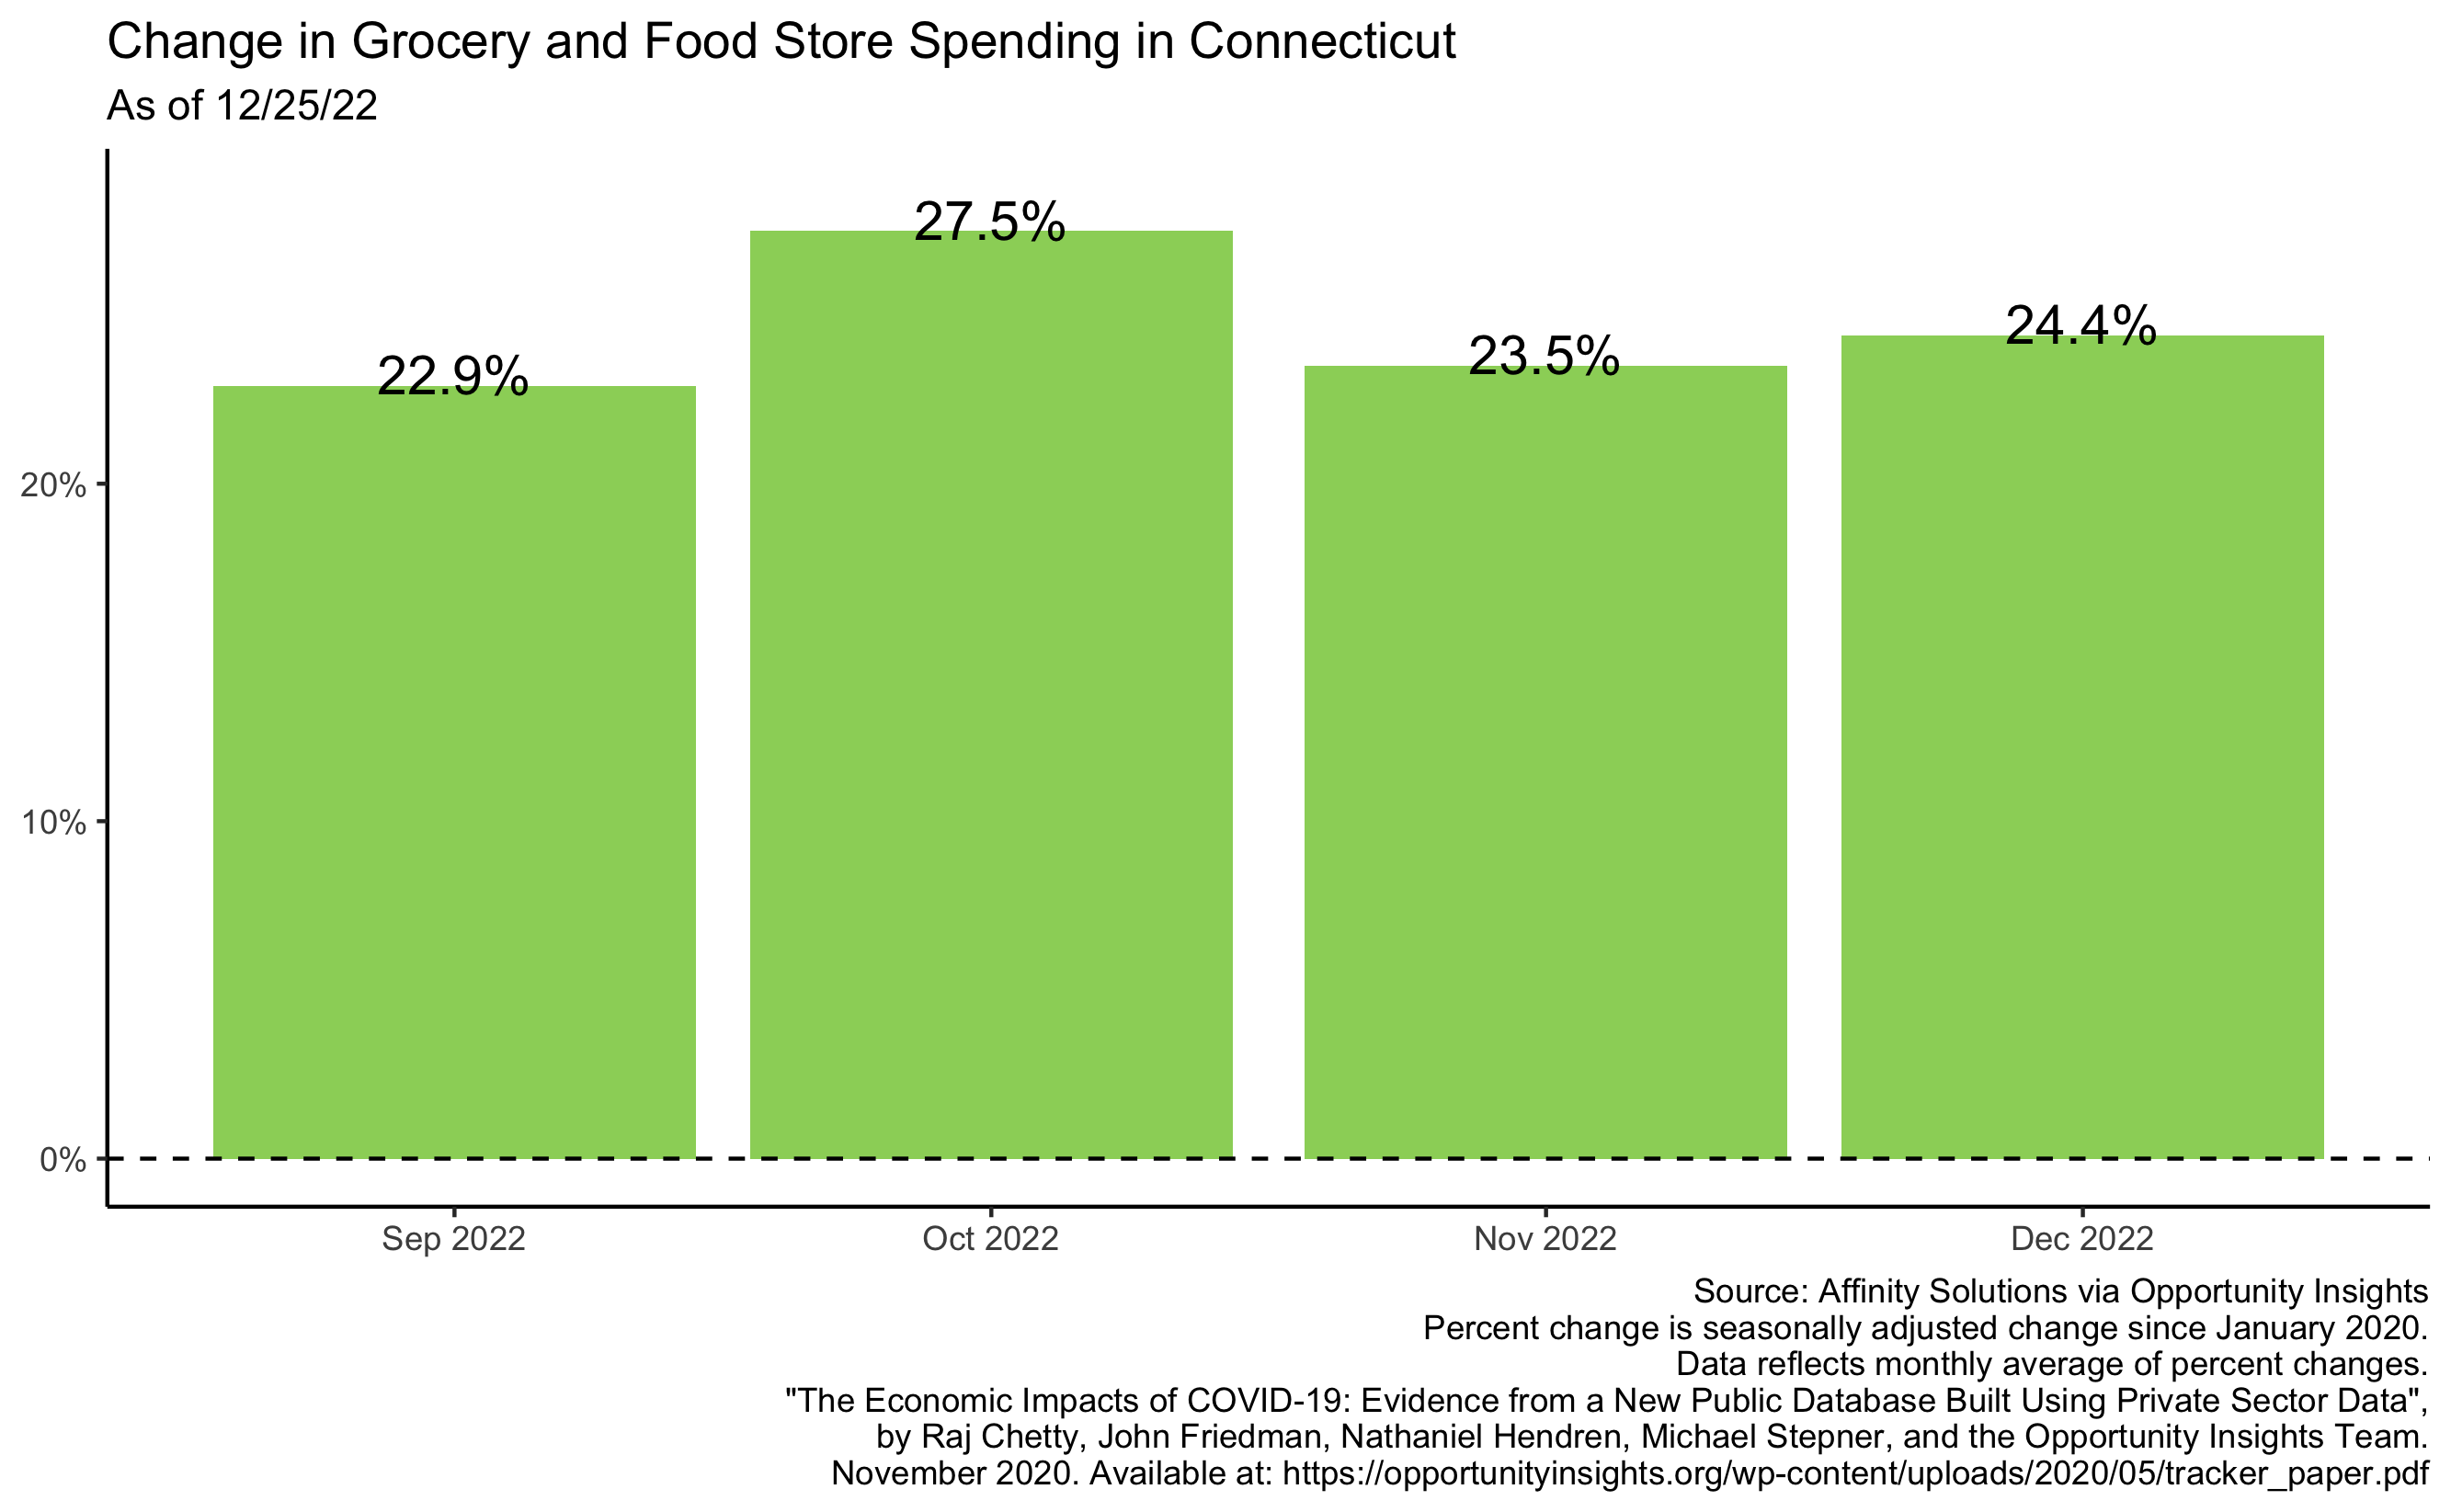 Change in Grocery and Food Store Spending in Connecticut
As of 12/25/22
27.5%
24.4%
23.5%
22.9%
20%
10%
0%
Sep 2022
Oct 2022
Nov 2022
Dec 2022
Source: Affinity Solutions via Opportunity Insights
Percent change is seasonally adjusted change since January 2020.
Data reflects monthly average of percent changes.
"The Economic Impacts of COVID-19: Evidence from a New Public Database Built Using Private Sector Data",
by Raj Chetty, John Friedman, Nathaniel Hendren, Michael Stepner, and the Opportunity Insights Team.
November 2020. Available at: https://opportunityinsights.org/wp-content/uploads/2020/05/tracker_paper.pdf